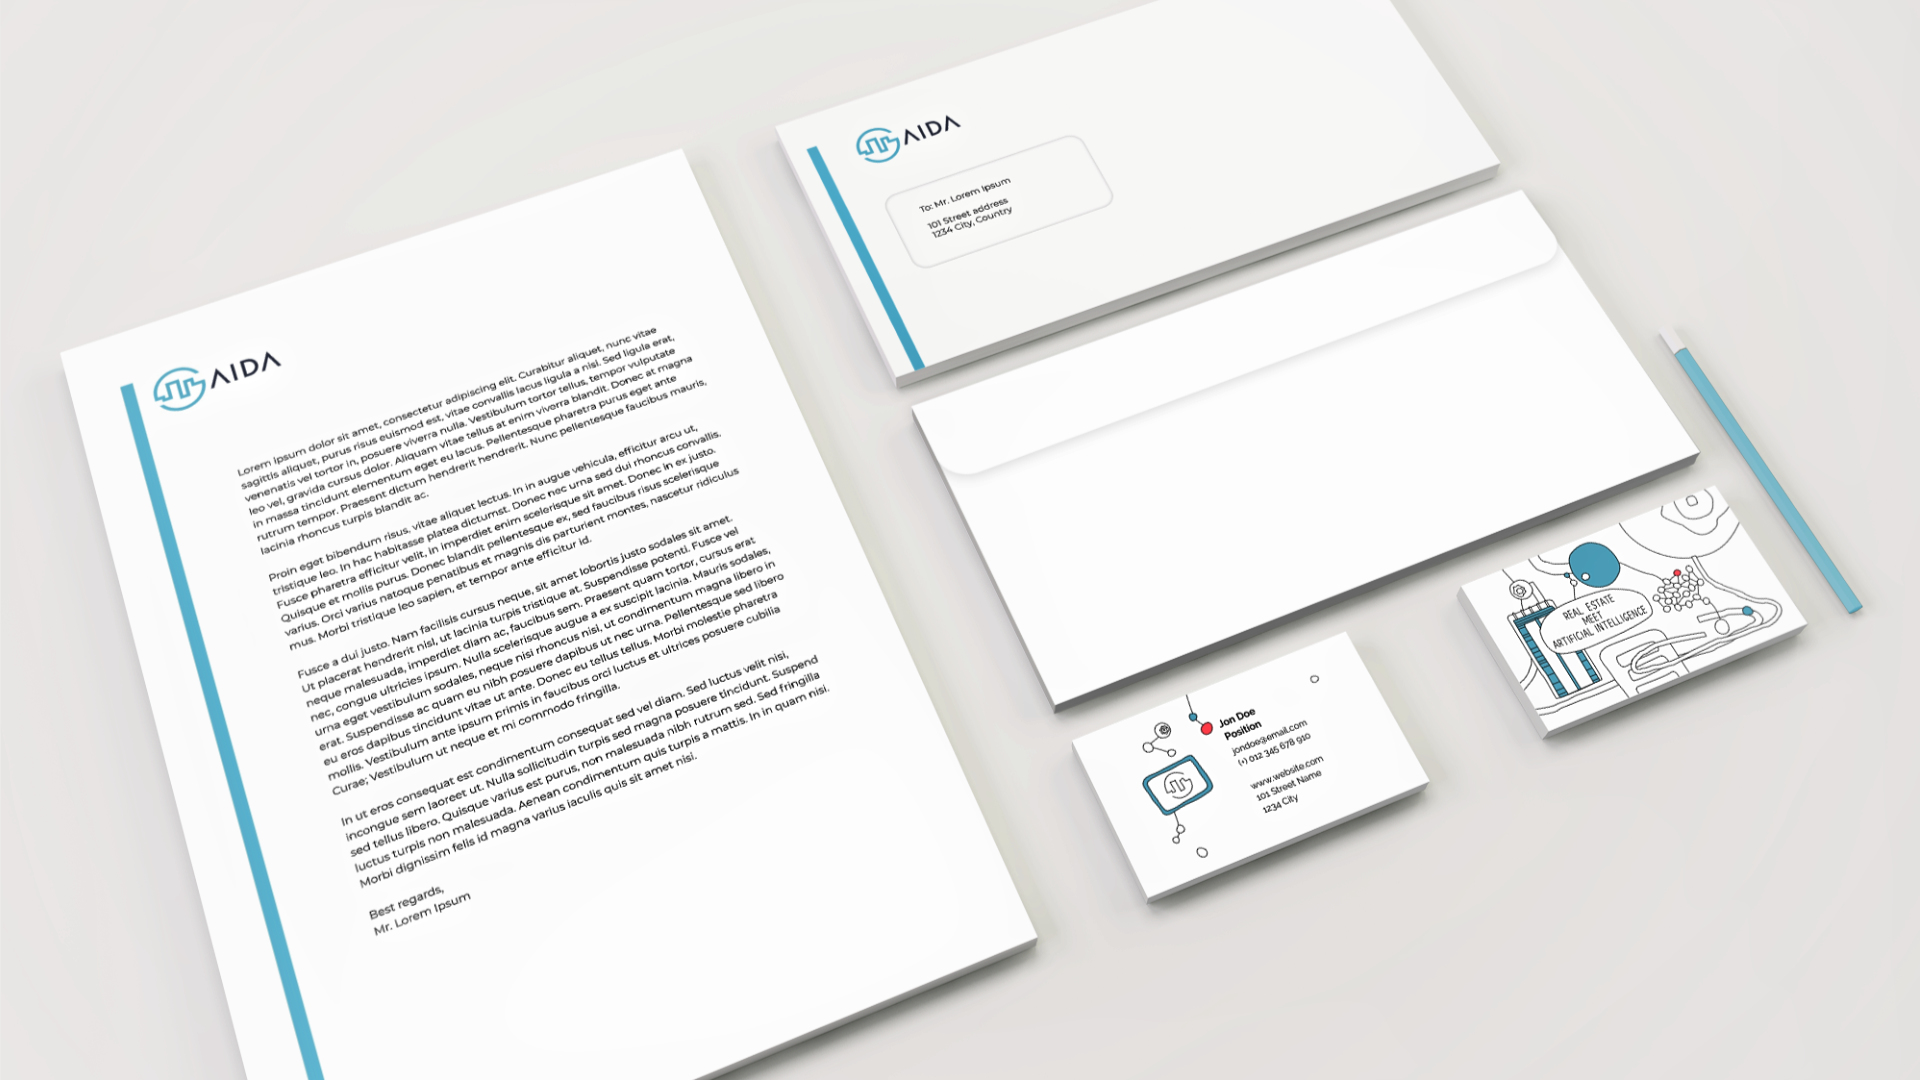 AIDA
Lorem ipsum dolor sit amet, consectetur adipiscing elit. Curabitur aliquet, nunc vitae
sagittis aliquet, purus risus euismod est, vitae convallis lacus ligula a nisl. Sed ligula erat,
venenatis vel tortor in, posuere viverra nulla. Vestibulum tortor tellus, tempor vulputate
leo vel, gravida cursus dolor. Aliquam vitae tellus at enim viverra blandit. Donec at magna
in massa tincidunt elementum eget eu lacus. Pellentesque pharetra purus eget ante
rutrum tempor. Praesent dictum hendrerit hendrerit. Nunc pellentesque faucibus mauris,
lacinia rhoncus turpis blandit ac.
Proin eget bibendum risus, vitae aliquet lectus. In in augue vehicula, efficitur arcu ut,
tristique leo. In hac habitasse platea dictumst. Donec nec urna sed dui rhoncus convallis.
Fusce pharetra efficitur velit, in imperdiet enim scelerisque sit amet. Donec in ex justo.
Quisque et mollis purus. Donec blandit pellentesque ex, sed faucibus risus scelerisque
varius. Orci varius natoque penatibus et magnis dis parturient montes, nascetur ridiculus
mus. Morbi tristique leo sapien, et tempor ante efficitur id.
Fusce a dui justo. Nam facilisis cursus neque, sit amet lobortis justo sodales sit amet.
Ut placerat hendrerit nisl, ut lacinia turpis tristique at. Suspendisse potenti. Fusce vel
neque malesuada, imperdiet diam ac, faucibus sem. Praesent quam tortor, cursus erat
nec, congue ultricies ipsum. Nulla scelerisque augue a ex suscipit lacinia. Mauris sodales,
urna eget vestibulum sodales, neque nisi rhoncus nisi, ut condimentum magna libero in
erat. Suspendisse ac quam eu nibh posuere dapibus ut nec urna. Pellentesque sed libero
eu eros dapibus tincidunt vitae ut ante. Donec eu tellus tellus. Morbi molestie pharetra
mollis. Vestibulum ante ipsum primis in faucibus orci luctus et ultrices posuere cubilia
Curae; Vestibulum ut neque et mi commodo fringilla.
In ut eros consequat est condimentum consequat sed vel diam. Sed luctus velit nisi,
incongue sem laoreet ut. Nulla sollicitudin turpis sed magna posuere tincidunt. Suspend
sed tellus libero. Quisque varius est purus, non malesuada nibh rutrum sed. Sed fringilla
luctus turpis non malesuada. Aenean condimentum quis turpis a mattis. In in quam nisi.
Morbi dignissim felis id magna varius iaculis quis sit amet nisi.
Best regards,
Mr. Lorem Ipsum
AIDA
To: Mr. Lorem Ipsum
101 Street address
1234 City, Country
Jon Doe
Position
jondoe@email.com
(+) 012 345 678 910
www.website.com
101 Street Name
1234 City
REAL ESTATE
MEET
ARTIFICIAL INTELLIGENCE